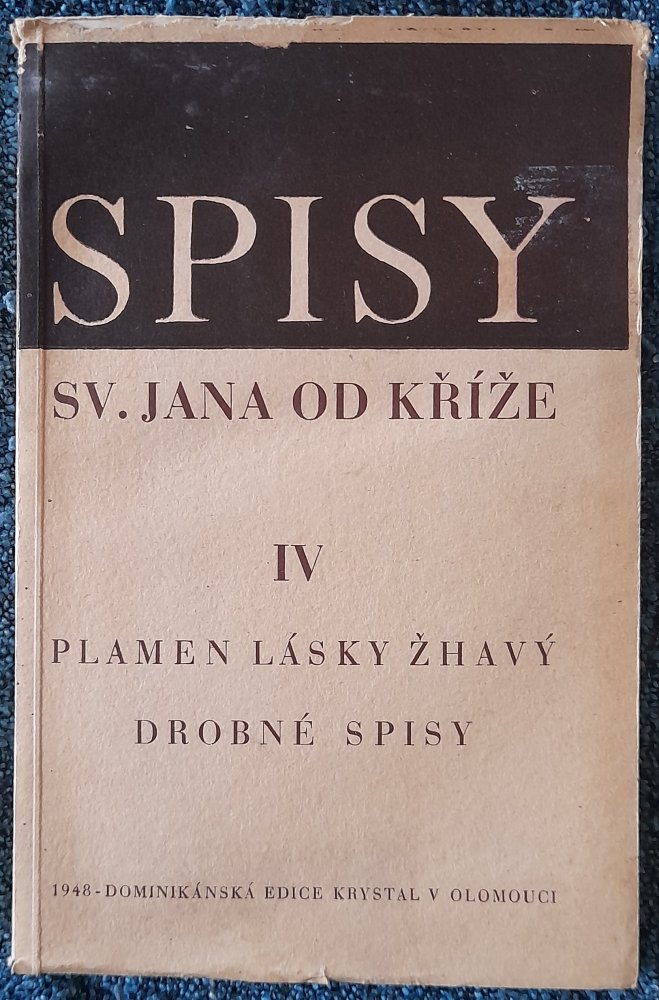 SPISY
SV. JANA OD KŘÍŽE
IV
PLAMEN LÁSKY ŽHAVÝ
DROBNÉ SPISY
1948-DOMINIKÁNSKÁ EDICE KRYSTAL V OLOMOUCI